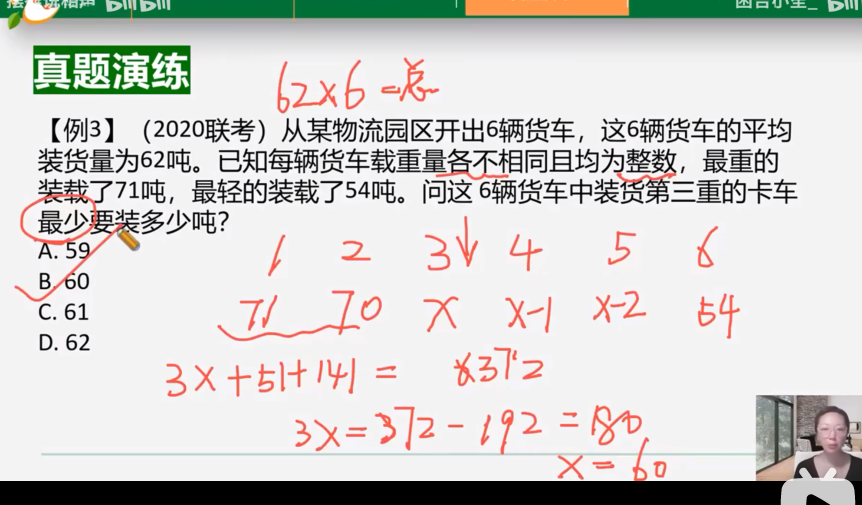 真题演练
62×6=总
【例3】（2020联考）从某物流园区开出6辆货车，这6辆货车的平均
装货量为62吨。已知每辆货车载重量各不相同且均为整数，最重的
装载了71吨，最轻的装载了54吨。问这6辆货车中装货第三重的卡车
最少要装多少吨？
A. 59
B. 60
C. 61
D. 62
1 2 3↓ 4 5 6
71 70 x x-1 x-2 54
3x+51+141= 372
3x=372-192=180
x=60